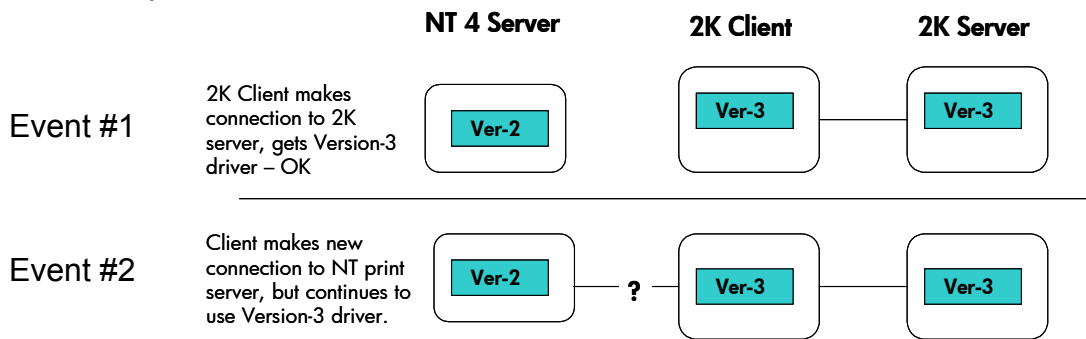 NT 4 Server 2K Client 2K Server
Event #1
2K Client makes
connection to 2K
server, gets Version-3
driver – OK
Ver-2 Ver-3 Ver-3
Event #2
Client makes new
connection to NT print
server, but continues to
use Version-3 driver.
Ver-2 ? Ver-3 Ver-3